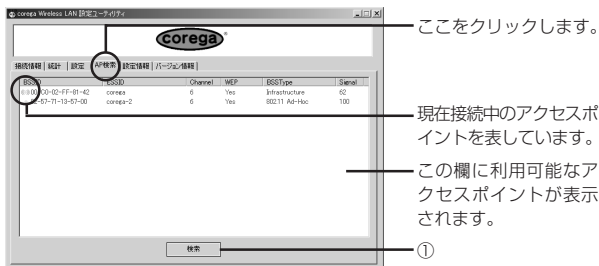 corega Wireless LAN 設定ユーティリティ
corega
接続情報 統計 設定 AP検索 設定情報 バージョン情報
BSSID ESSID Channel WEP BSSType Signal
00-C0-02-FF-81-42 corega 6 Yes Infrastructure 62
02-57-71-13-57-00 corega-2 6 Yes 802.11 Ad-Hoc 100
検索
ここをクリックします。
現在接続中のアクセスポ
イントを表しています。
この欄に利用可能なア
クセスポイントが表示
されます。
①